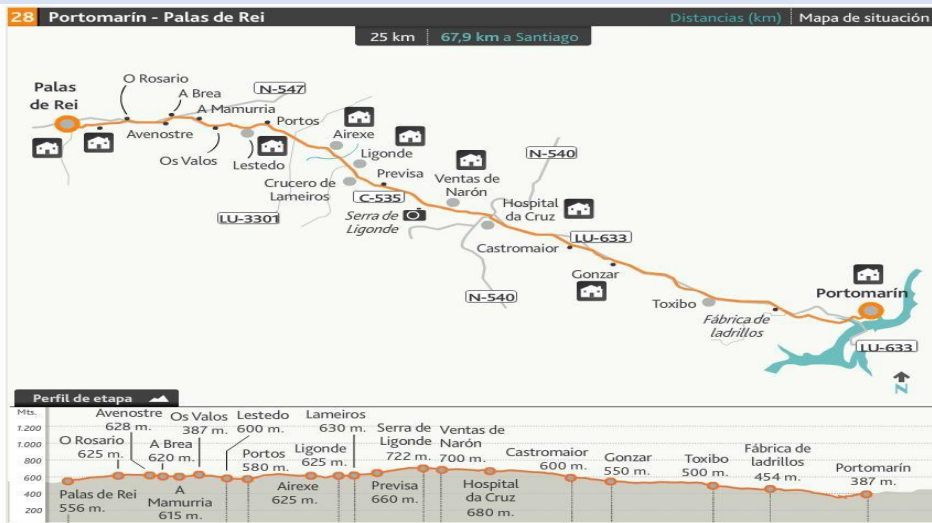 28 Portomarín - Palas de Rei
Distancias (km) Mapa de situación
25 km 67,9 km a Santiago
Palas
de Rei
O Rosario
A Brea
N-547
A Mamurria
Portos
Avenostre
Os Valos
Lestedo
Airexe
Ligonde
Crucero de
Lameiros
Previsa
C-535
LU-3301
Serra de
Ligonde
Ventas de
Narón
N-540
Hospital
da Cruz
LU-633
Castromaior
Gonzar
N-540
Toxibo
Fábrica de
ladrillos
Portomarín
LU-633
N
Perfil de etapa
Mts.
1.200
1.000
800
600
400
200
Palas de Rei
556 m.
O Rosario
625 m.
Avenostre
628 m.
A Brea
620 m.
A
Mamurria
615 m.
Os Valos
387 m.
Lestedo
600 m.
Portos
580 m.
Airexe
625 m.
Ligonde
625 m.
Lameiros
630 m.
Previsa
660 m.
Serra de
Ligonde
722 m.
Ventas de
Narón
700 m.
Hospital
da Cruz
680 m.
Castromaior
600 m.
Gonzar
550 m.
Toxibo
500 m.
Fábrica de
ladrillos
454 m.
Portomarín
387 m.